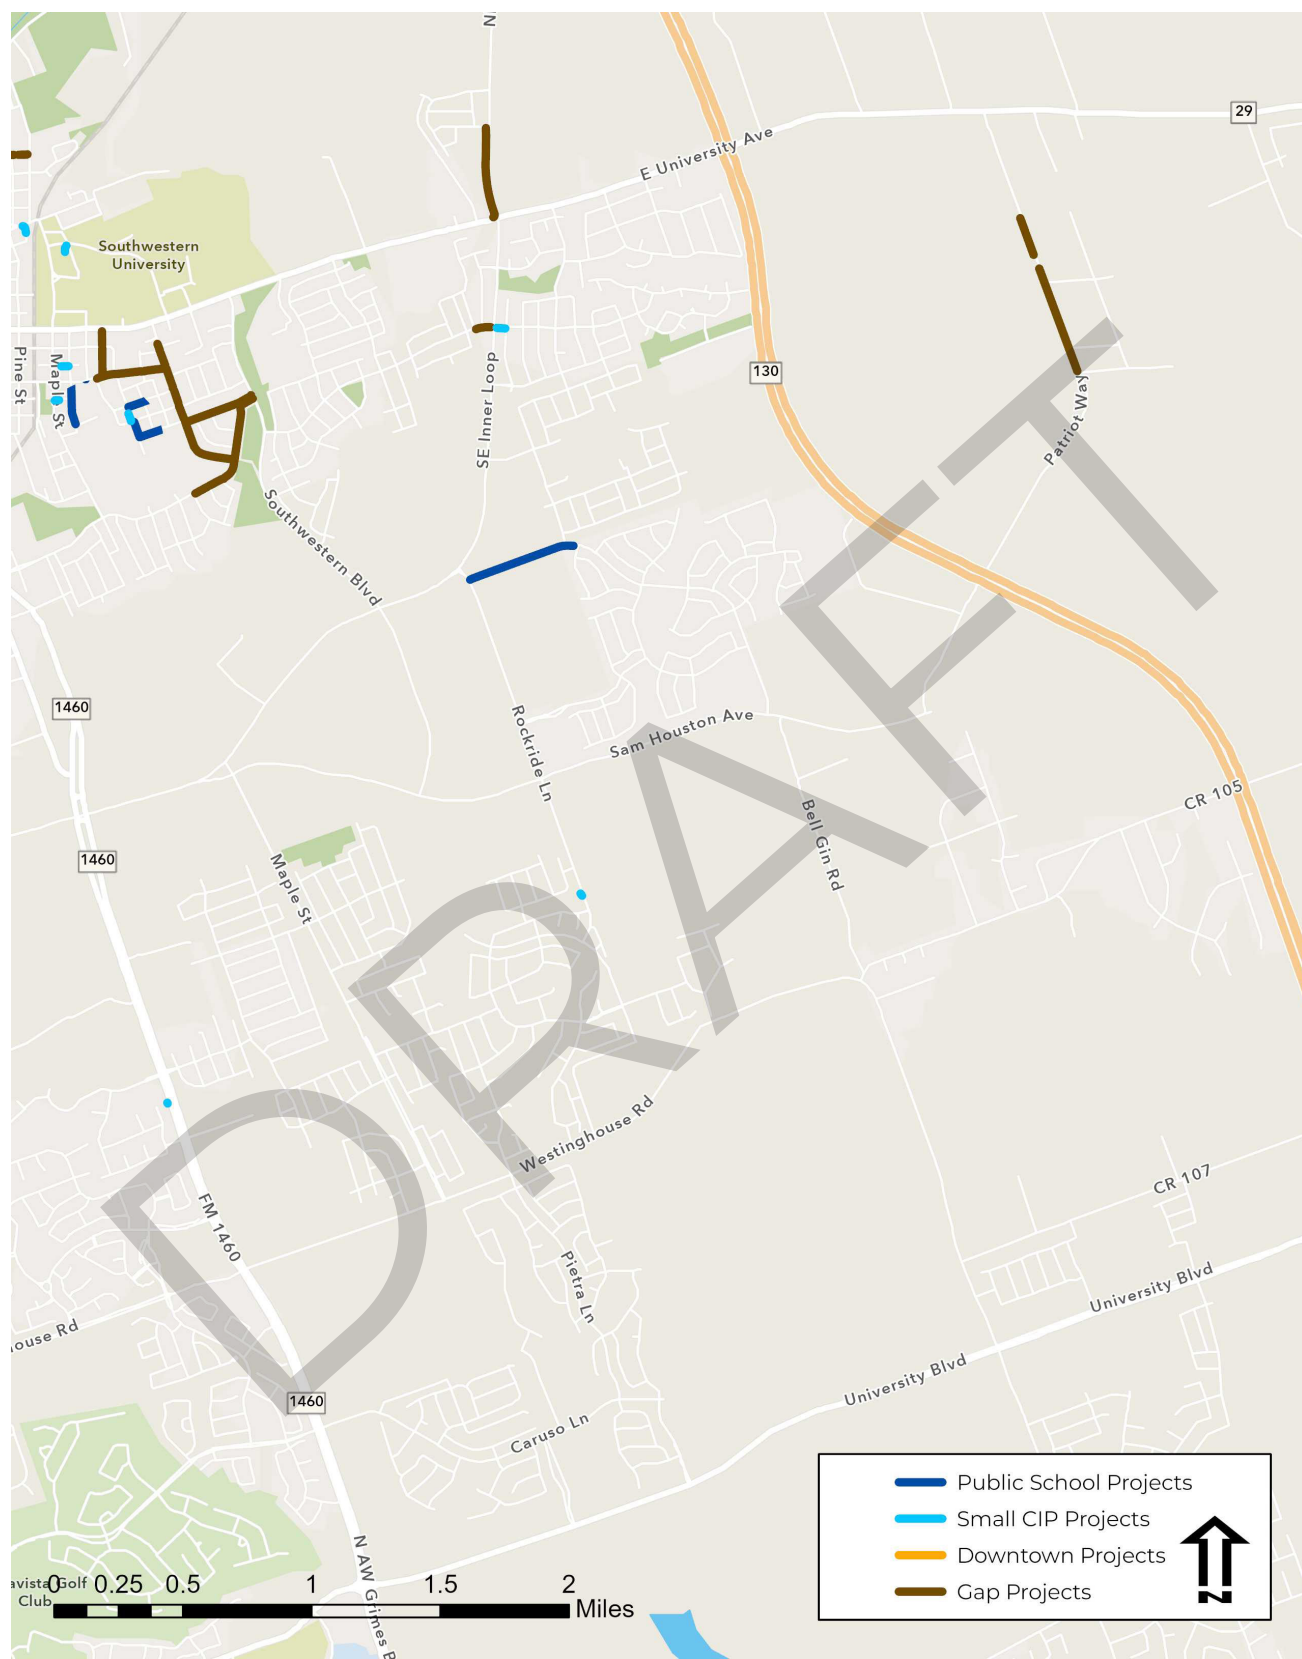 N
29
E University Ave
Southwestern
University
Pine St
Maple St
SE Inner Loop
130
Patriot Way
Southwestern Blvd
1460
Rockride Ln
Sam Houston Ave
CR 105
Bell Gin Rd
1460
Maple St
DRAFT
Westinghouse Rd
CR 107
FM 1460
Pietra Ln
University Blvd
ouse Rd
University Blvd
1460
Caruso Ln
Public School Projects
Small CIP Projects
Downtown Projects
Gap Projects
N
N AW Grimes B
avista Golf
Club
0 0.25 0.5 1 1.5 2
Miles